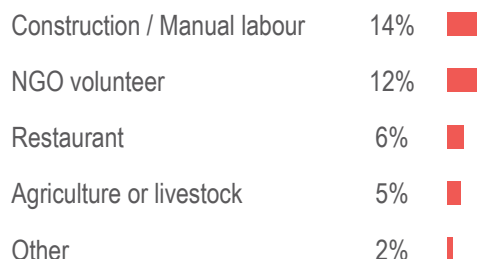 Construction / Manual labour 14%
NGO volunteer 12%
Restaurant 6%
Agriculture or livestock 5%
Other 2%